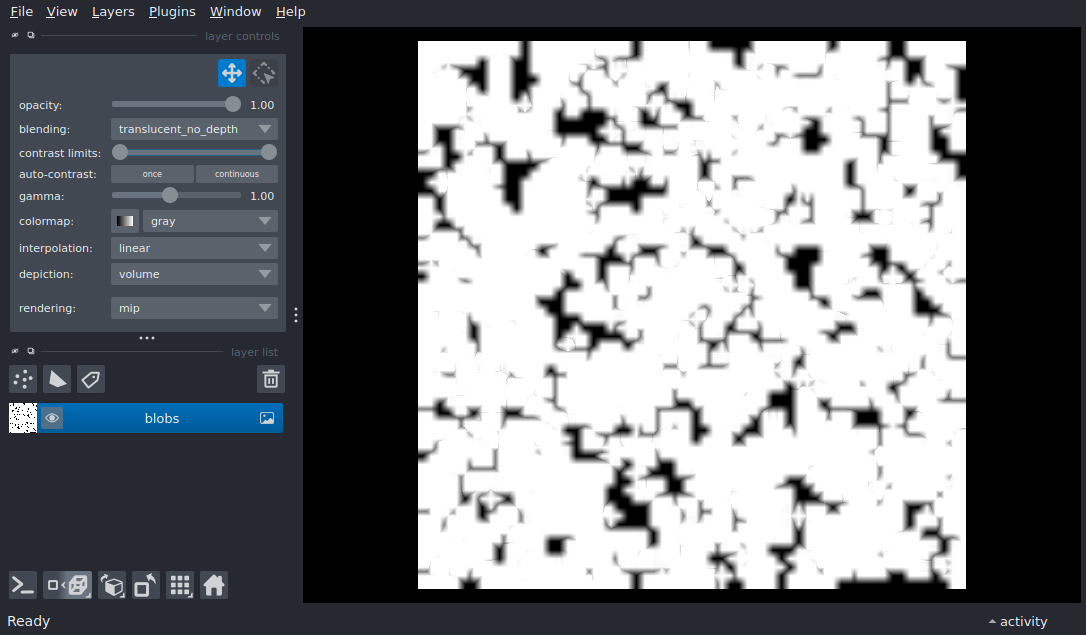 File View Layers Plugins Window Help
layer controls
opacity: 1.00
blending: translucent_no_depth
contrast limits:
auto-contrast: once continuous
gamma: 1.00
colormap: gray
interpolation: linear
depiction: volume
rendering: mip
layer list
blobs
Ready activity